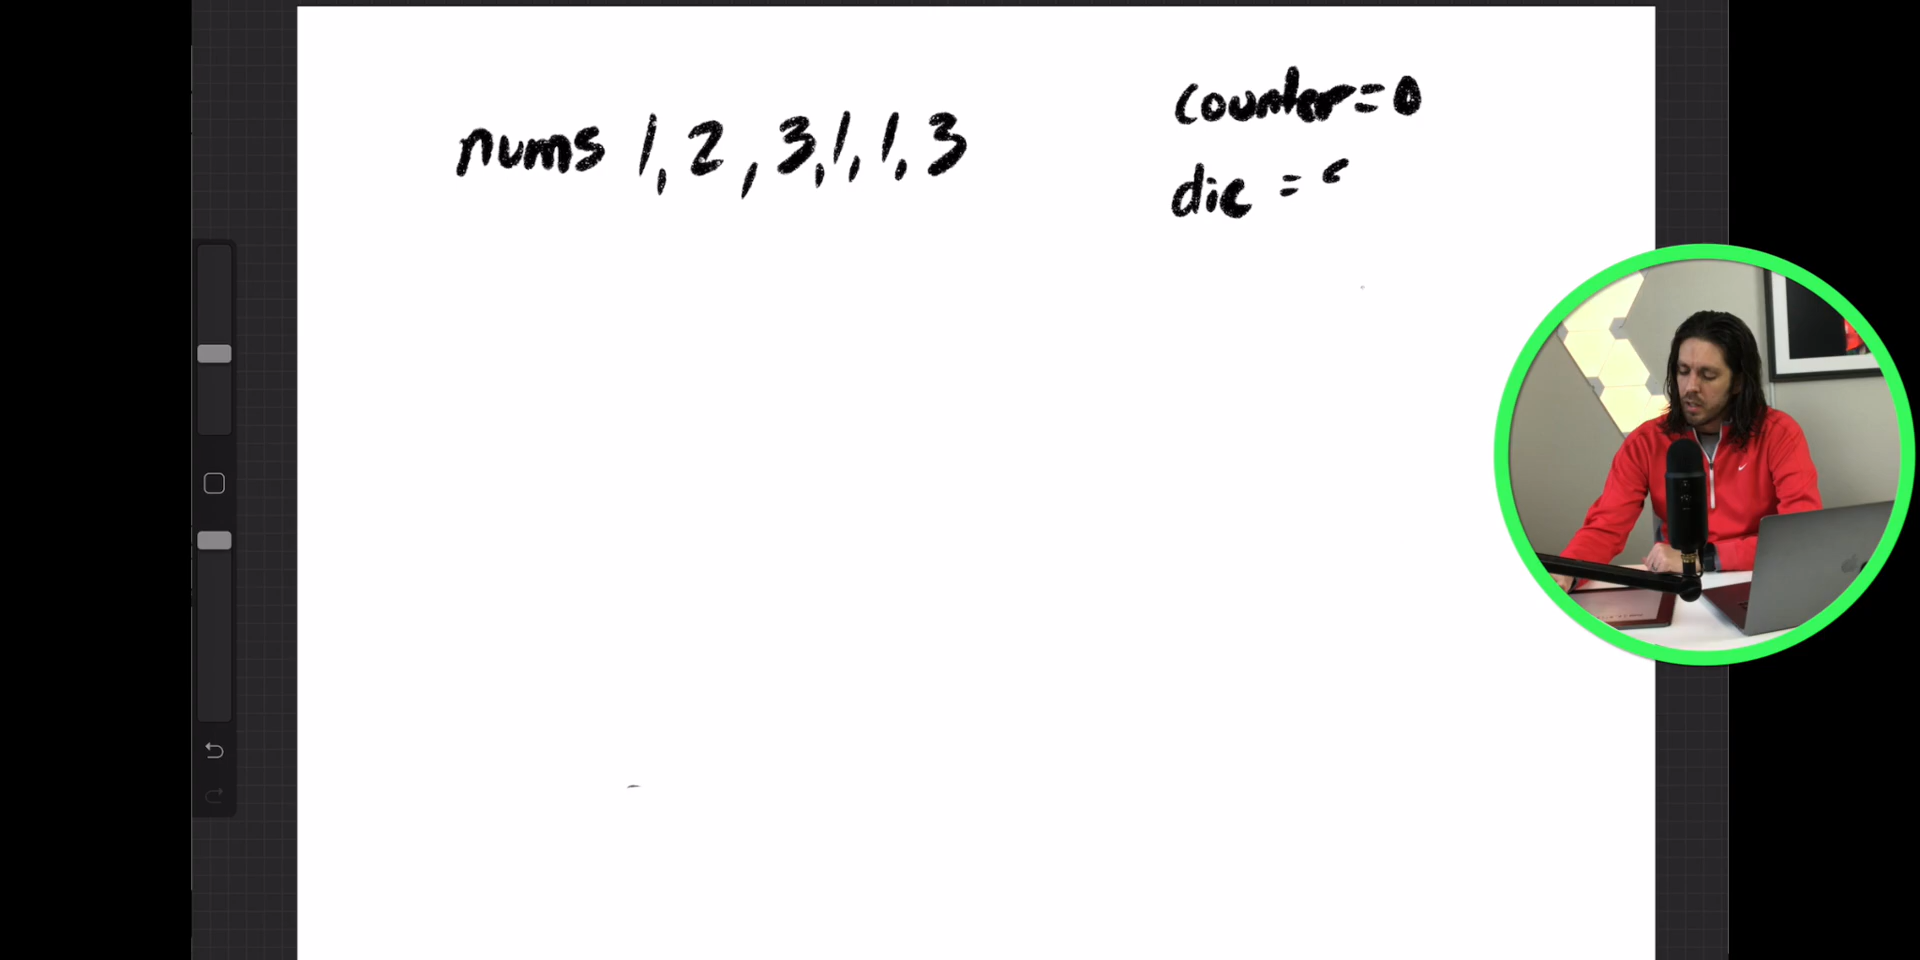 nums 1, 2, 3, 1, 1, 3
counter=0
dic =